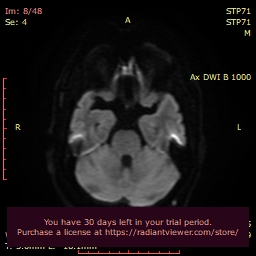 Im: 8/48
Se: 4
A
STP71
STP71
M
Ax DWI B 1000
R
L
You have 30 days left in your trial period.
Purchase a license at https://radiantviewer.com/store/